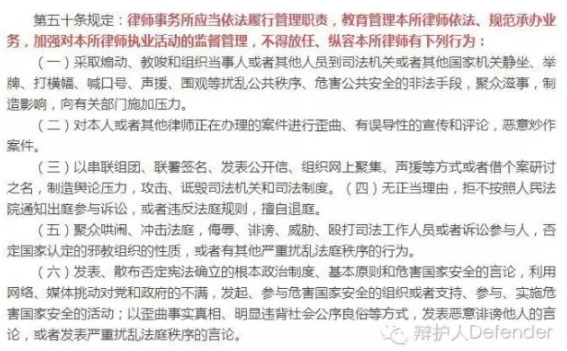 第五十条规定：律师事务所应当依法履行管理职责，教育管理本所律师依法、规范承办业
务，加强对本所律师执业活动的监督管理，不得放任、纵容本所律师有下列行为：
（一）采取煽动、教唆和组织当事人或者其他人员到司法机关或者其他国家机关静坐、举
牌、打横幅、喊口号、声援、围观等扰乱公共秩序、危害公共安全的非法手段，聚众滋事，制
造影响，向有关部门施加压力。
（二）对本人或者其他律师正在办理的案件进行歪曲、有误导性的宣传和评论，恶意炒作
案件。
（三）以串联组团、联署签名、发表公开信、组织网上聚集、声援等方式或者借个案研讨
之名，制造舆论压力，攻击、诋毁司法机关和司法制度。（四）无正当理由，拒不按照人民法
院通知出庭参与诉讼，或者违反法庭规则，擅自退庭。
（五）聚众哄闹、冲击法庭，侮辱、诽谤、威胁、殴打司法工作人员或者诉讼参与人，否
定国家认定的邪教组织的性质，或者有其他严重扰乱法庭秩序的行为。
（六）发表、散布否定宪法确立的根本政治制度、基本原则和危害国家安全的言论，利用
网络、媒体挑动对党和政府的不满，发起、参与危害国家安全的组织或者支持、参与、实施危
害国家安全的活动；以歪曲事实真相、明显违背社会公序良俗等方式，发表恶意诽谤他人的言
论，或者发表严重扰乱法庭秩序的言论。
辩护人Defender